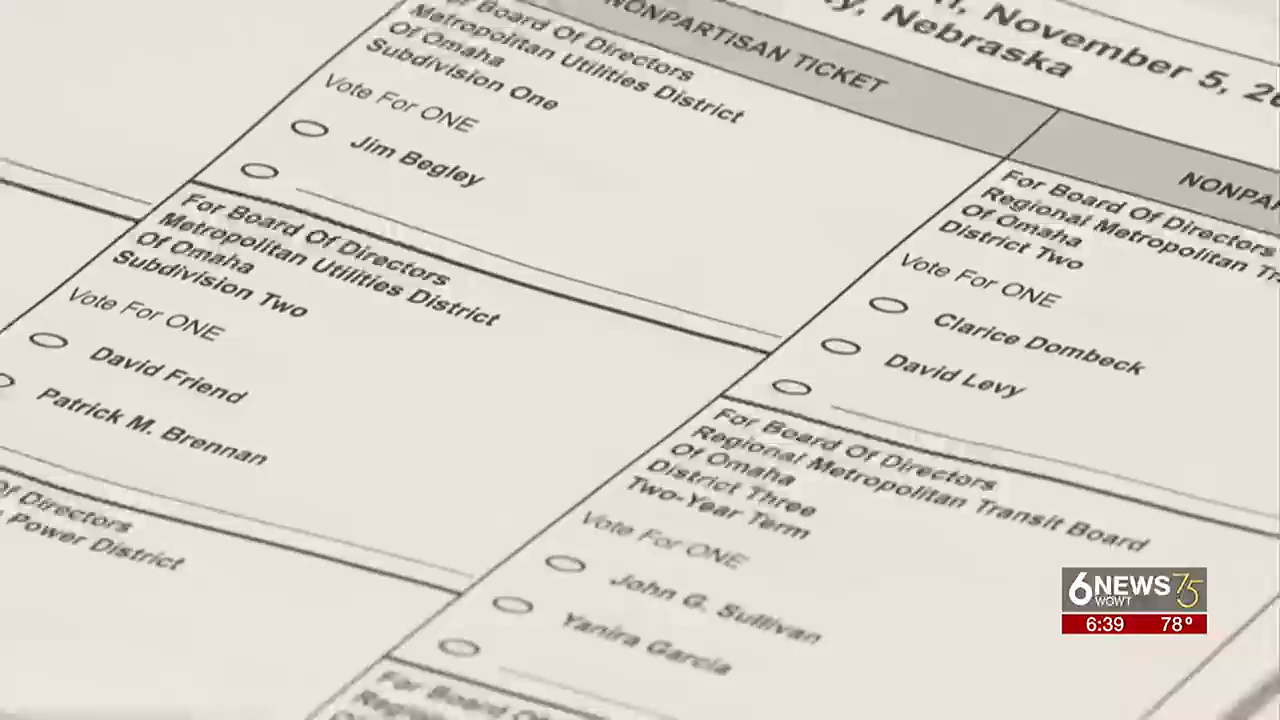 November 5,
Nebraska
NONPARTISAN TICKET
For Board Of Directors
Metropolitan Utilities District
Of Omaha
Subdivision One
Vote For ONE
Jim Begley
For Board Of Directors
Metropolitan Utilities District
Of Omaha
Subdivision Two
Vote For ONE
David Friend
Patrick M. Brennan
Of Directors
Power District
For Board Of Directors
Regional Metropolitan
Of Omaha
District Two
Vote For ONE
Clarice Dombeck
David Levy
For Board Of Directors
Regional Metropolitan Transit Board
Of Omaha
District Three
Two-Year Term
Vote For ONE
John G. Sullivan
Yanira Garcia
For Board Of
6 NEWS 75
WOWT
6:39 78°